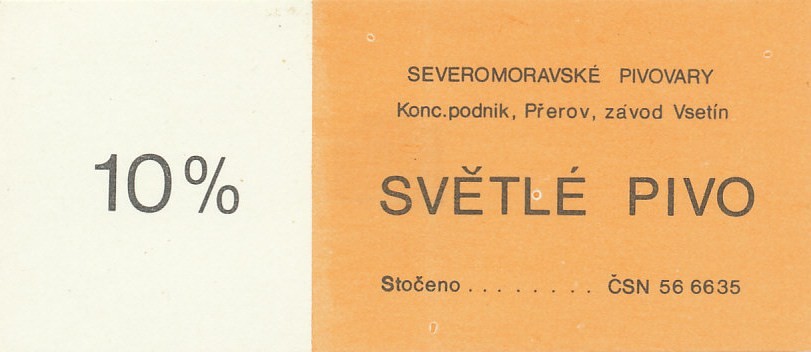 10%
SEVEROMORAVSKÉ PIVOVARY
Konc.podnik, Přerov, závod Vsetín
SVĚTLÉ PIVO
Stočeno . . . . . . . . ČSN 56 6635